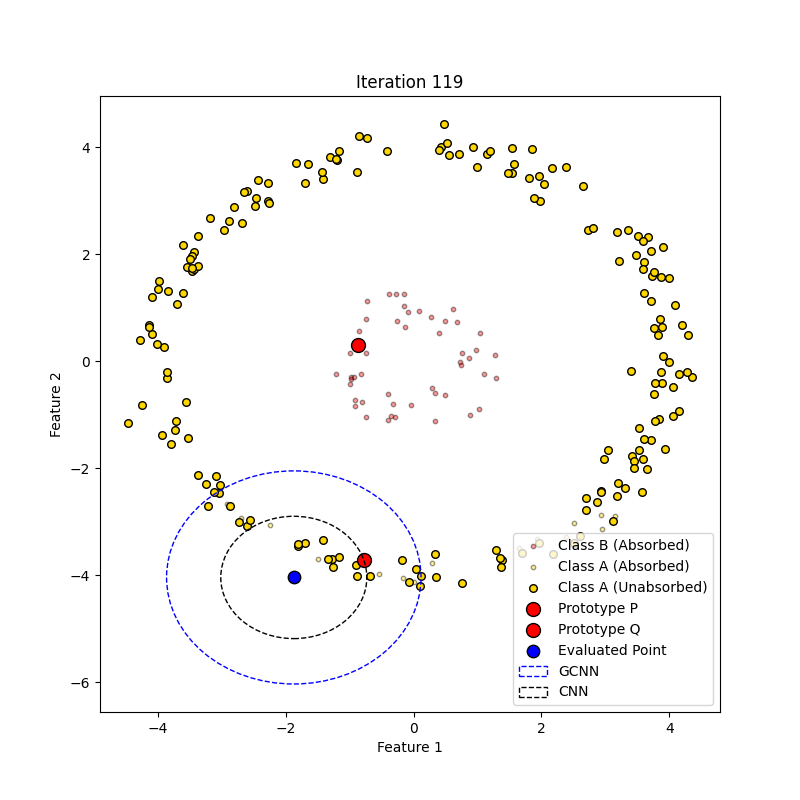 Iteration 119
4
2
0
−2
−4
−6
Feature 2
−4
−2
0
2
4
Feature 1
Class B (Absorbed)
Class A (Absorbed)
Class A (Unabsorbed)
Prototype P
Prototype Q
Evaluated Point
GCNN
CNN